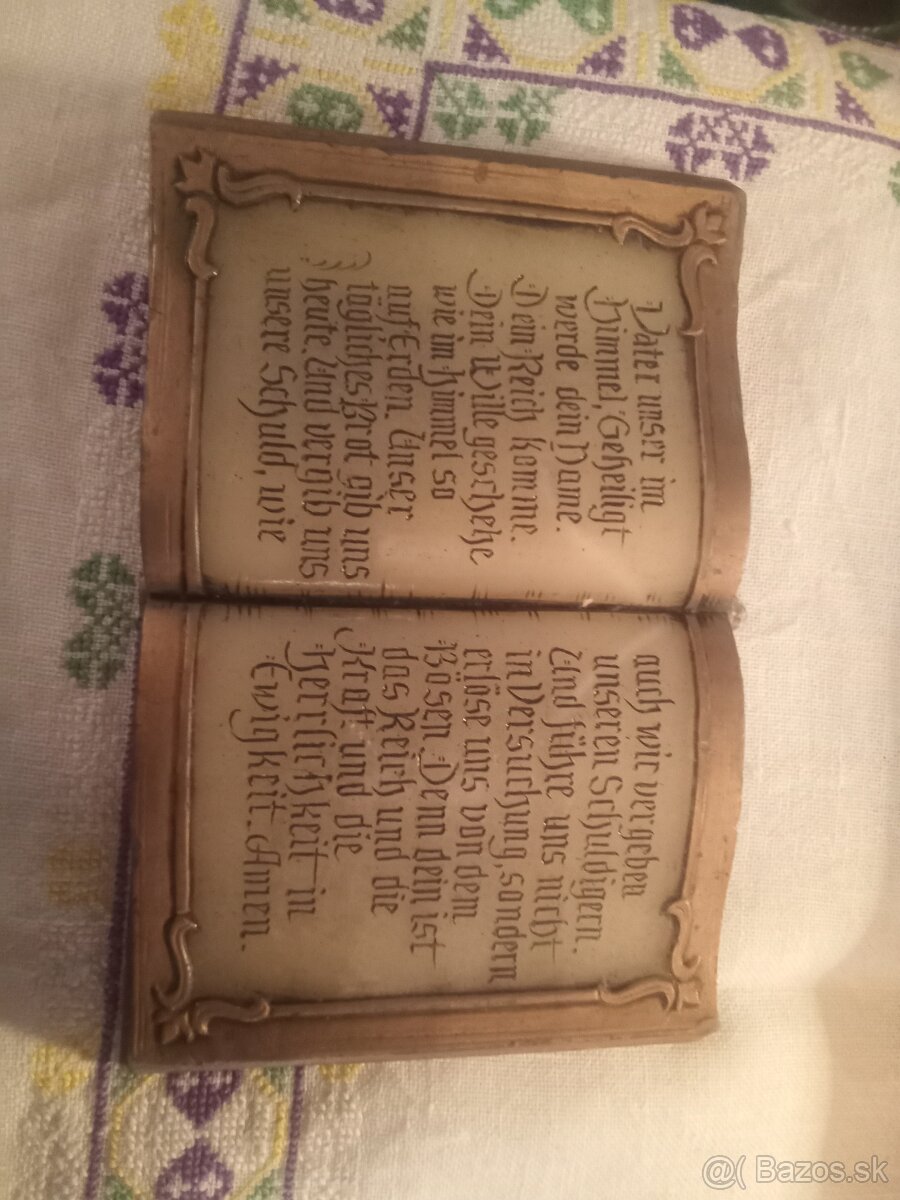 Vater unser im
Himmel, Geheiligt
werde dein Name.
Dein Reich komme.
Dein Wille geschehe
wie im Himmel so
auf Erden. Unser
tägliches Brot gib uns
heute. Und vergib uns
unsere Schuld, wie
auch wir vergeben
unseren Schuldigern.
Und führe uns nicht
in Versuchung, sondern
erlöse uns von dem
Bösen. Denn dein ist
das Reich und die
Kraft und die
Herrlichkeit in
Ewigkeit. Amen.
@( Bazos.sk